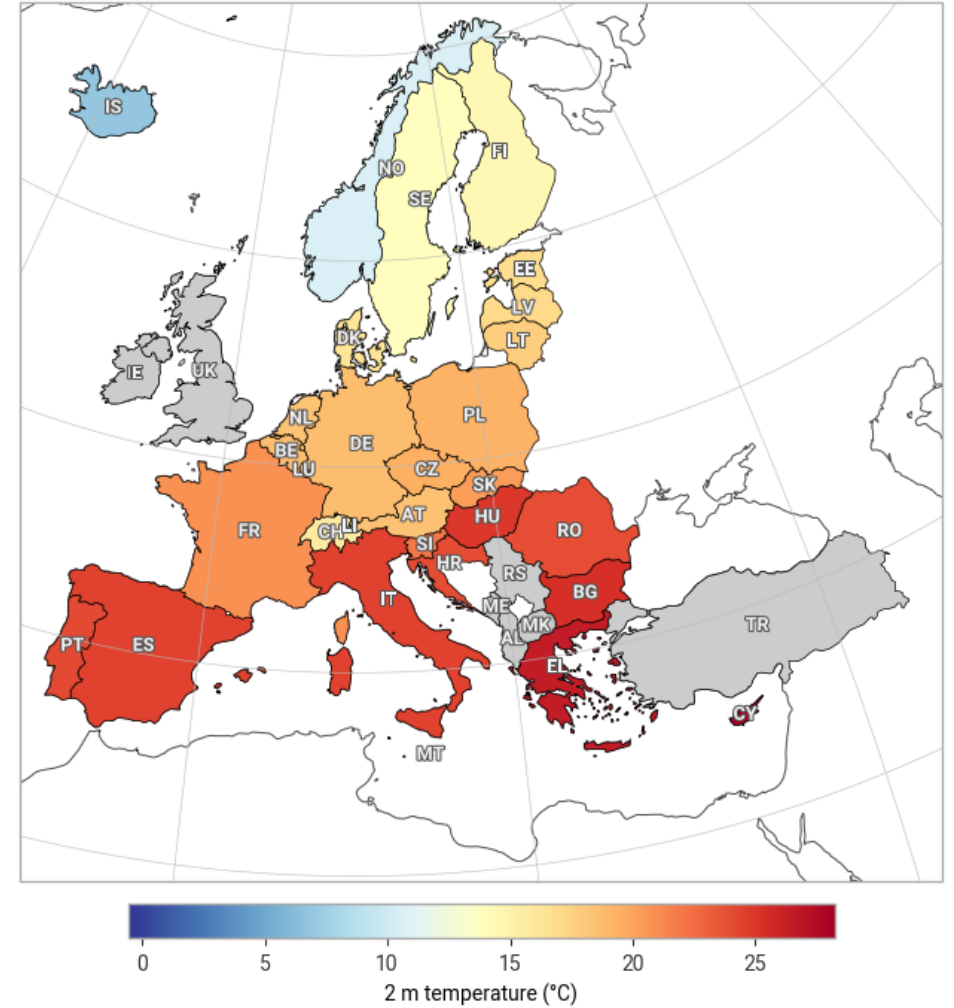 IS
NO
FI
SE
EE
LV
LT
DK
IE
UK
NL
PL
BE
DE
LU
CZ
SK
AT
HU
FR
CH
LI
RO
SI
HR
RS
IT
BG
ME
MK
TR
AL
PT
ES
EL
CY
MT
0 5 10 15 20 25
2 m temperature (°C)